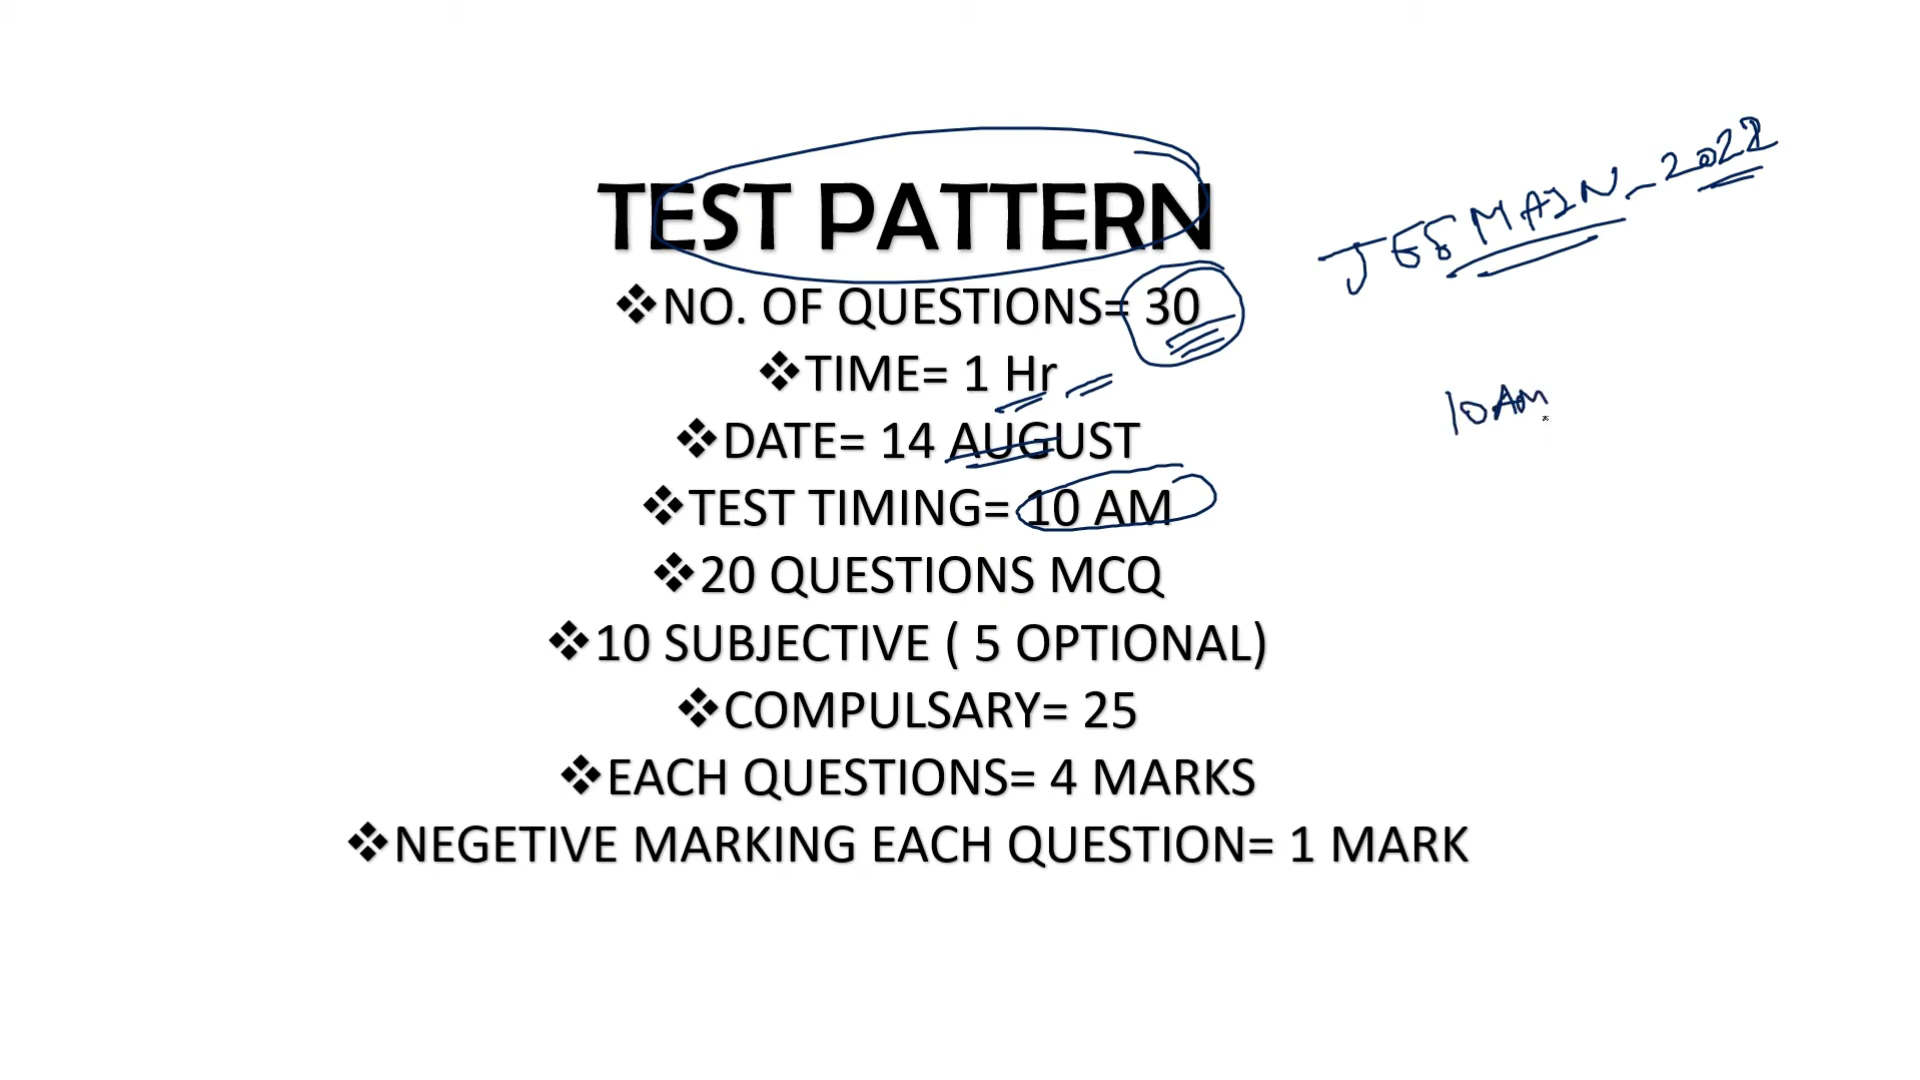 TEST PATTERN
JEE MAIN - 2022
❖NO. OF QUESTIONS= 30
❖TIME= 1 Hr
10 AM
❖DATE= 14 AUGUST
❖TEST TIMING= 10 AM
❖20 QUESTIONS MCQ
❖10 SUBJECTIVE ( 5 OPTIONAL)
❖COMPULSARY= 25
❖EACH QUESTIONS= 4 MARKS
❖NEGETIVE MARKING EACH QUESTION= 1 MARK